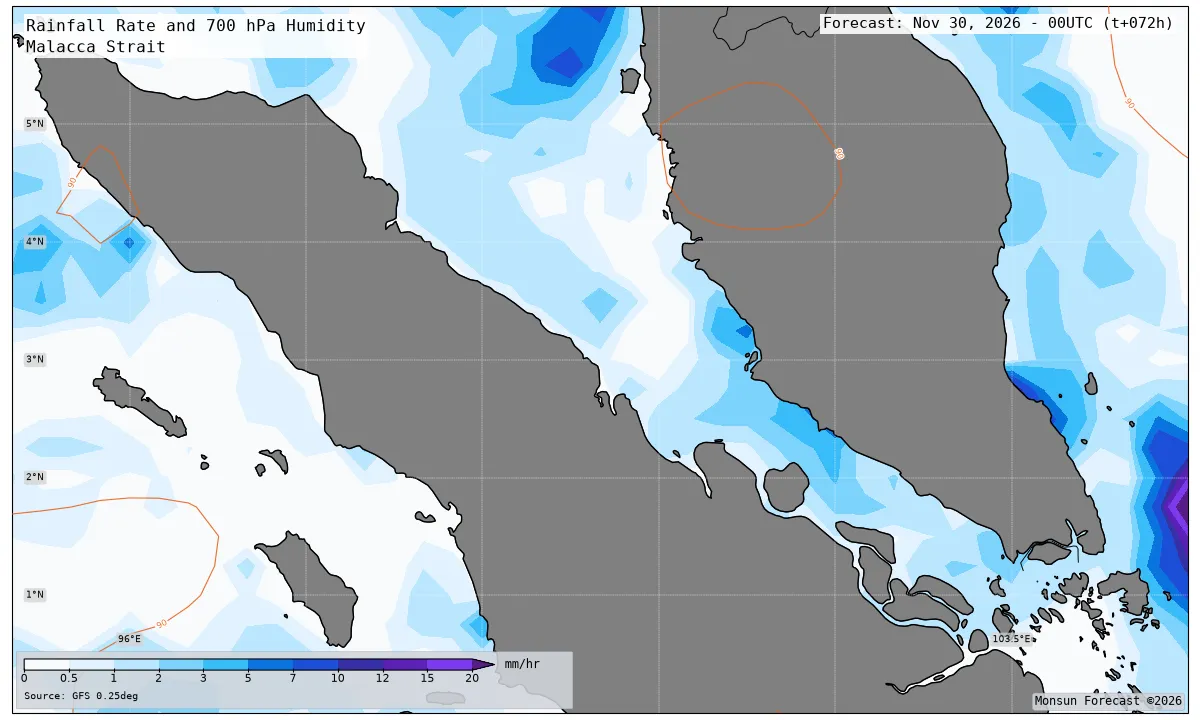 Rainfall Rate and 700 hPa Humidity
Malacca Strait
Forecast: Nov 30, 2026 - 00UTC (t+072h)
90
90
90
90
5°N
4°N
3°N
2°N
1°N
96°E
103.5°E
mm/hr
0 0.5 1 2 3 5 7 10 12 15 20
Source: GFS 0.25deg
Monsun Forecast ©2026